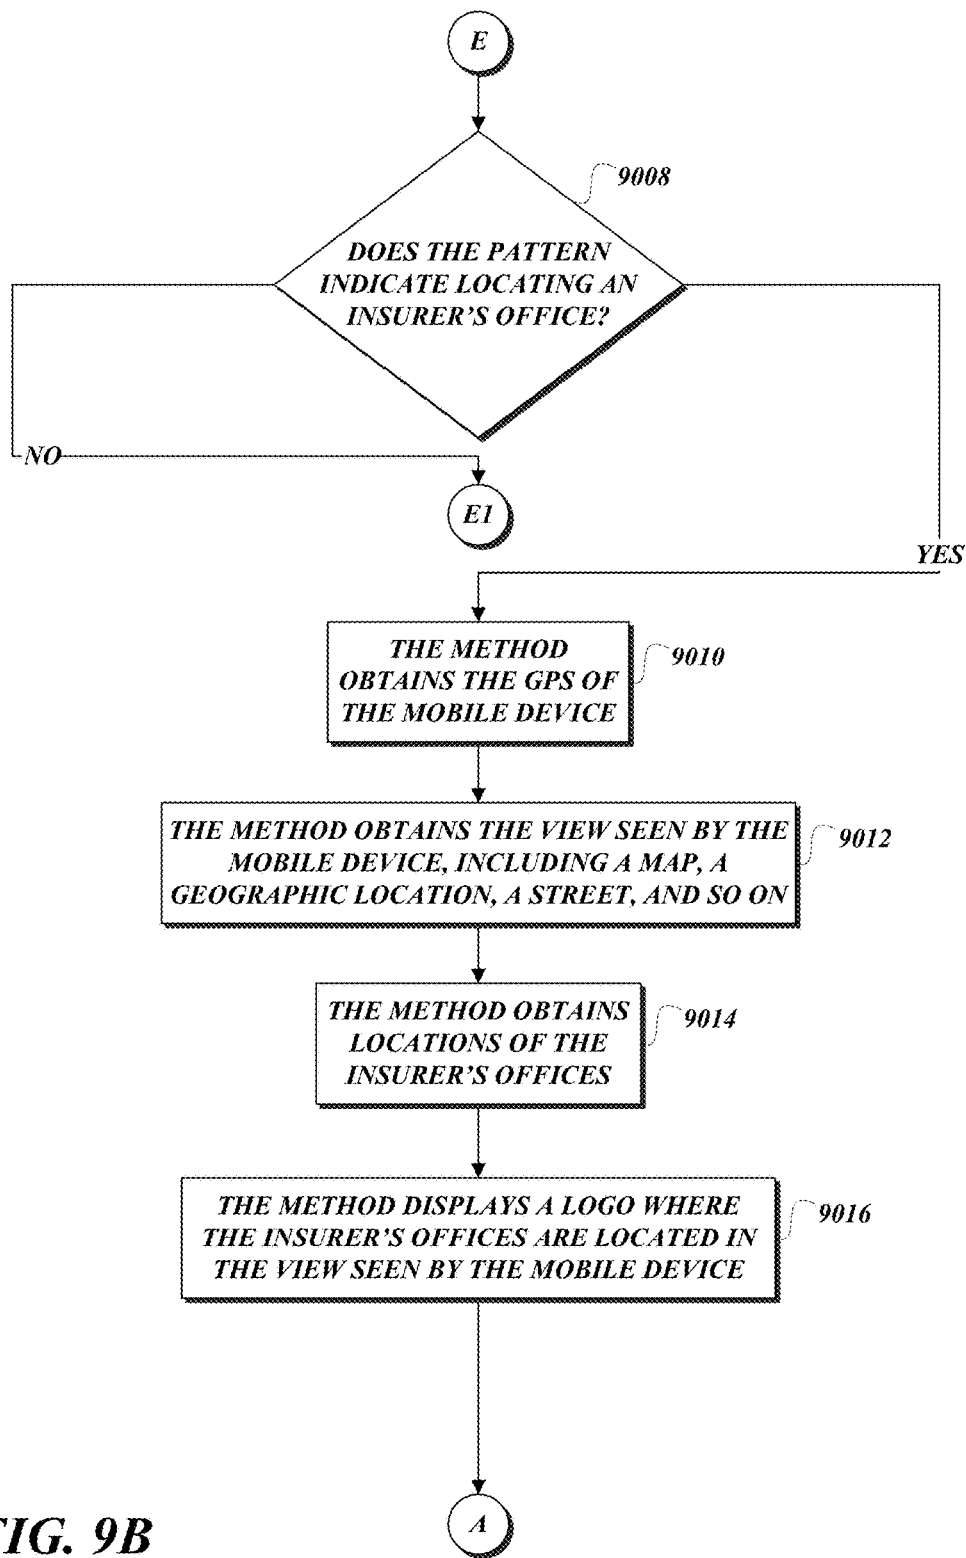 E
9008
DOES THE PATTERN
INDICATE LOCATING AN
INSURER'S OFFICE?
NO
E1
YES
THE METHOD
OBTAINS THE GPS OF
THE MOBILE DEVICE
9010
THE METHOD OBTAINS THE VIEW SEEN BY THE
MOBILE DEVICE, INCLUDING A MAP, A
GEOGRAPHIC LOCATION, A STREET, AND SO ON
9012
THE METHOD OBTAINS
LOCATIONS OF THE
INSURER'S OFFICES
9014
THE METHOD DISPLAYS A LOGO WHERE
THE INSURER'S OFFICES ARE LOCATED IN
THE VIEW SEEN BY THE MOBILE DEVICE
9016
A
FIG. 9B